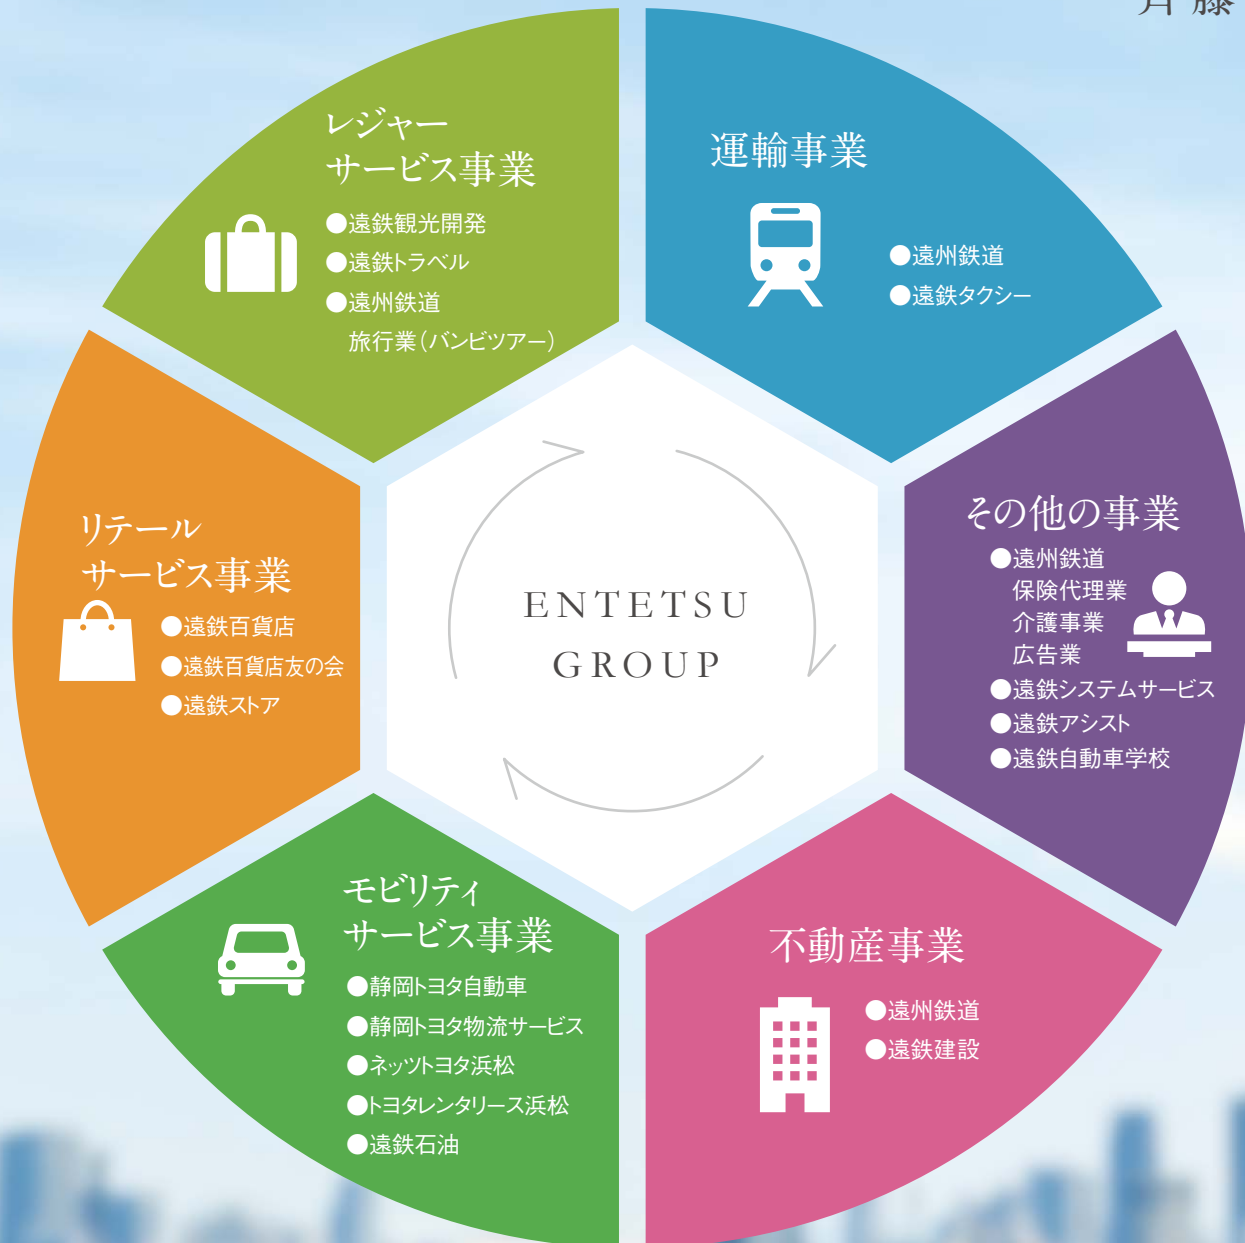 斉藤
レジャー
サービス事業
●遠鉄観光開発
●遠鉄トラベル
●遠州鉄道
旅行業(バンビツアー)
運輸事業
●遠州鉄道
●遠鉄タクシー
その他の事業
●遠州鉄道
保険代理業
介護事業
広告業
●遠鉄システムサービス
●遠鉄アシスト
●遠鉄自動車学校
リテール
サービス事業
●遠鉄百貨店
●遠鉄百貨店友の会
●遠鉄ストア
ENTETSU
GROUP
モビリティ
サービス事業
●静岡トヨタ自動車
●静岡トヨタ物流サービス
●ネッツトヨタ浜松
●トヨタレンタリース浜松
●遠鉄石油
不動産事業
●遠州鉄道
●遠鉄建設